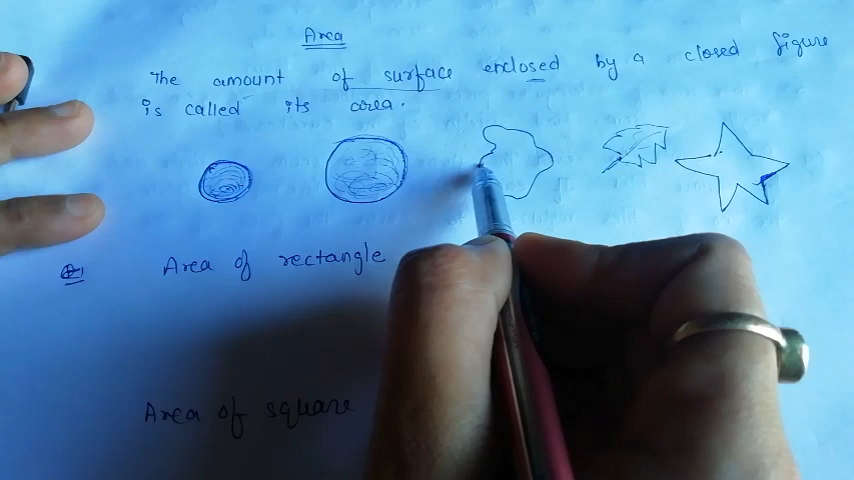 Area
The amount of surface enclosed by a closed figure
is called its area.
Area of rectangle
Area of square